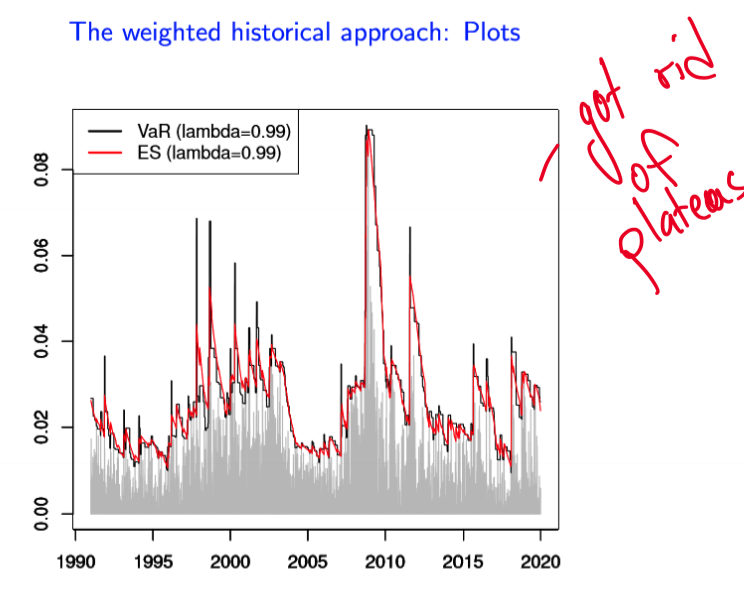 The weighted historical approach: Plots
VaR (lambda=0.99)
ES (lambda=0.99)
0.08
0.06
0.04
0.02
0.00
1990 1995 2000 2005 2010 2015 2020
got rid
of
plateaus